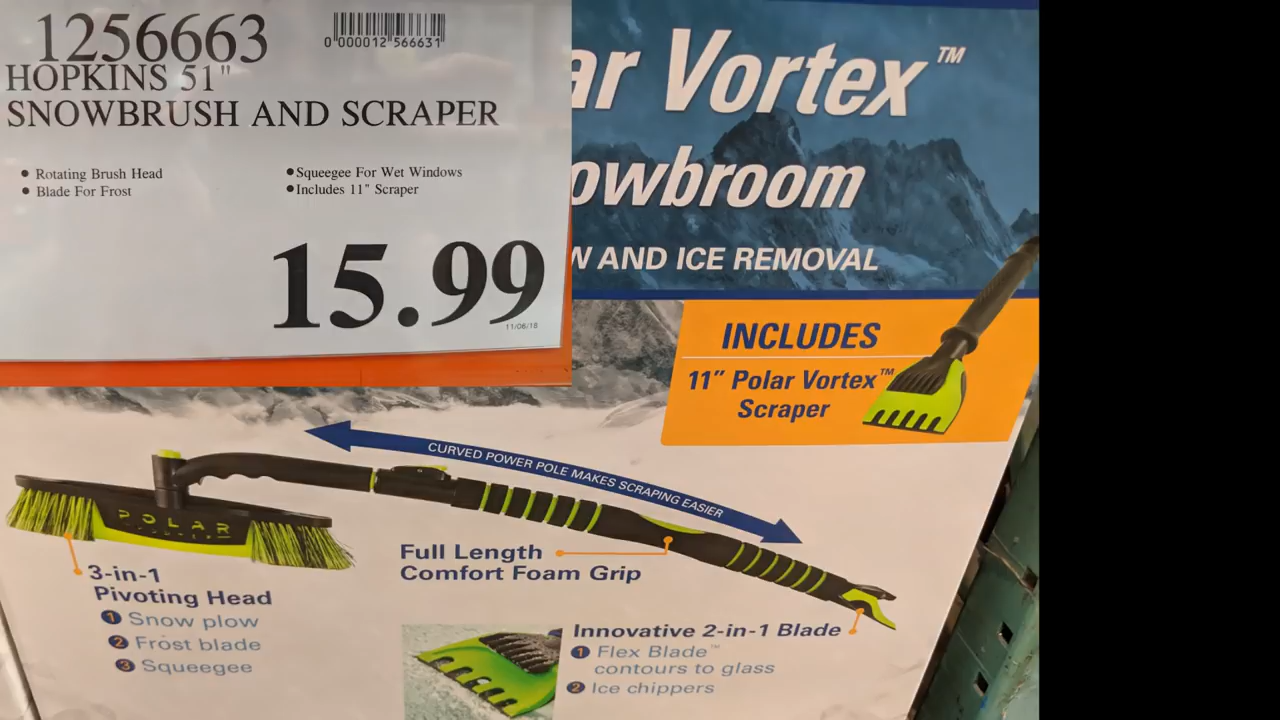 1256663
0 000012 566631
HOPKINS 51"
SNOWBRUSH AND SCRAPER
• Rotating Brush Head
• Blade For Frost
• Squeegee For Wet Windows
• Includes 11" Scraper
15.99
11/06/18
ar Vortex™
owbroom
W AND ICE REMOVAL
INCLUDES
11” Polar Vortex™
Scraper
CURVED POWER POLE MAKES SCRAPING EASIER
POLAR
Full Length
Comfort Foam Grip
3-in-1
Pivoting Head
1 Snow plow
2 Frost blade
3 Squeegee
Innovative 2-in-1 Blade
1 Flex Blade™
contours to glass
2 Ice chippers